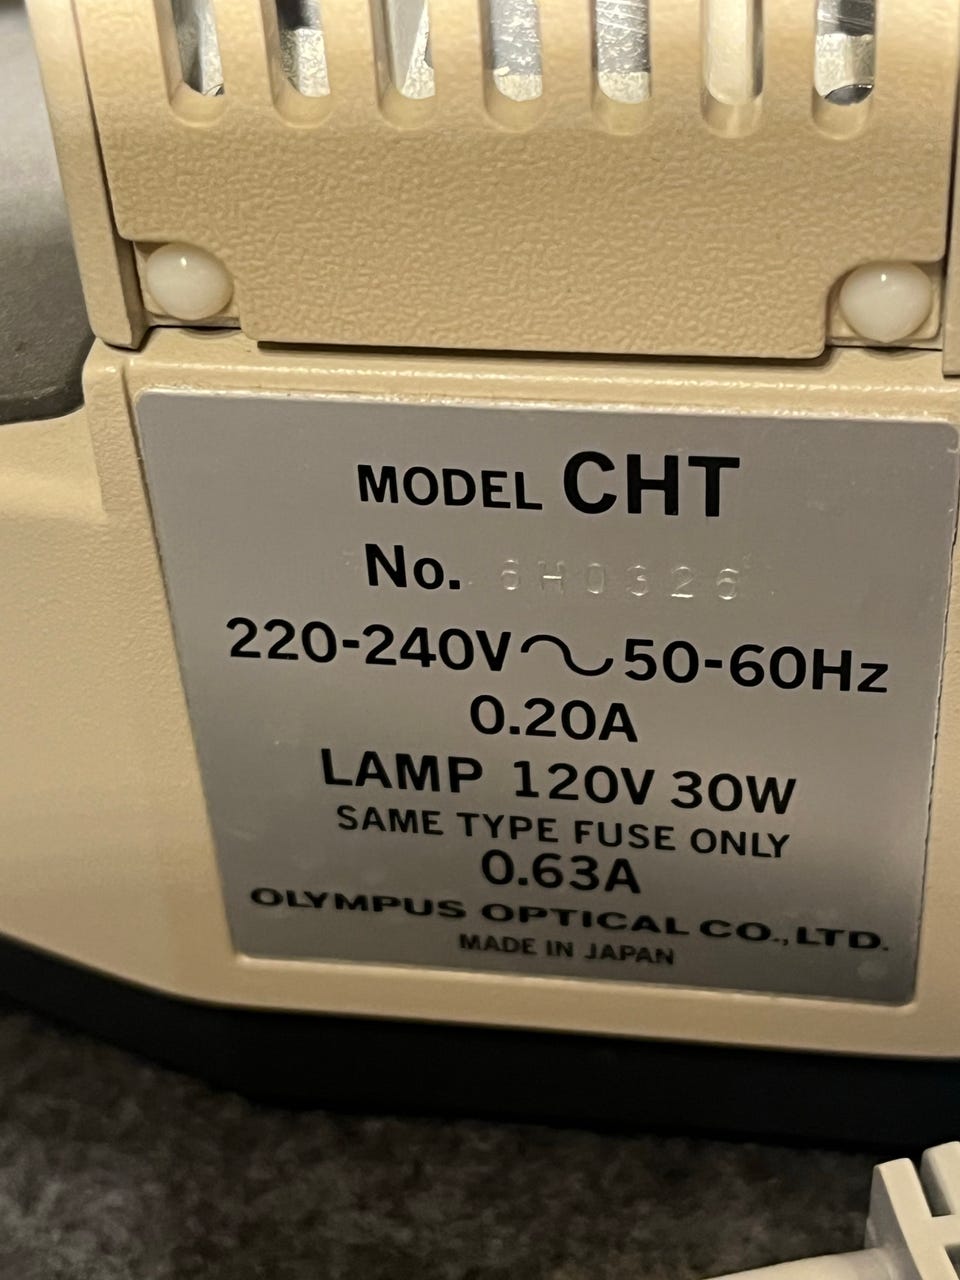 MODEL CHT
No. 6H0326
220-240V~50-60Hz
0.20A
LAMP 120V 30W
SAME TYPE FUSE ONLY
0.63A
OLYMPUS OPTICAL CO.,LTD.
MADE IN JAPAN